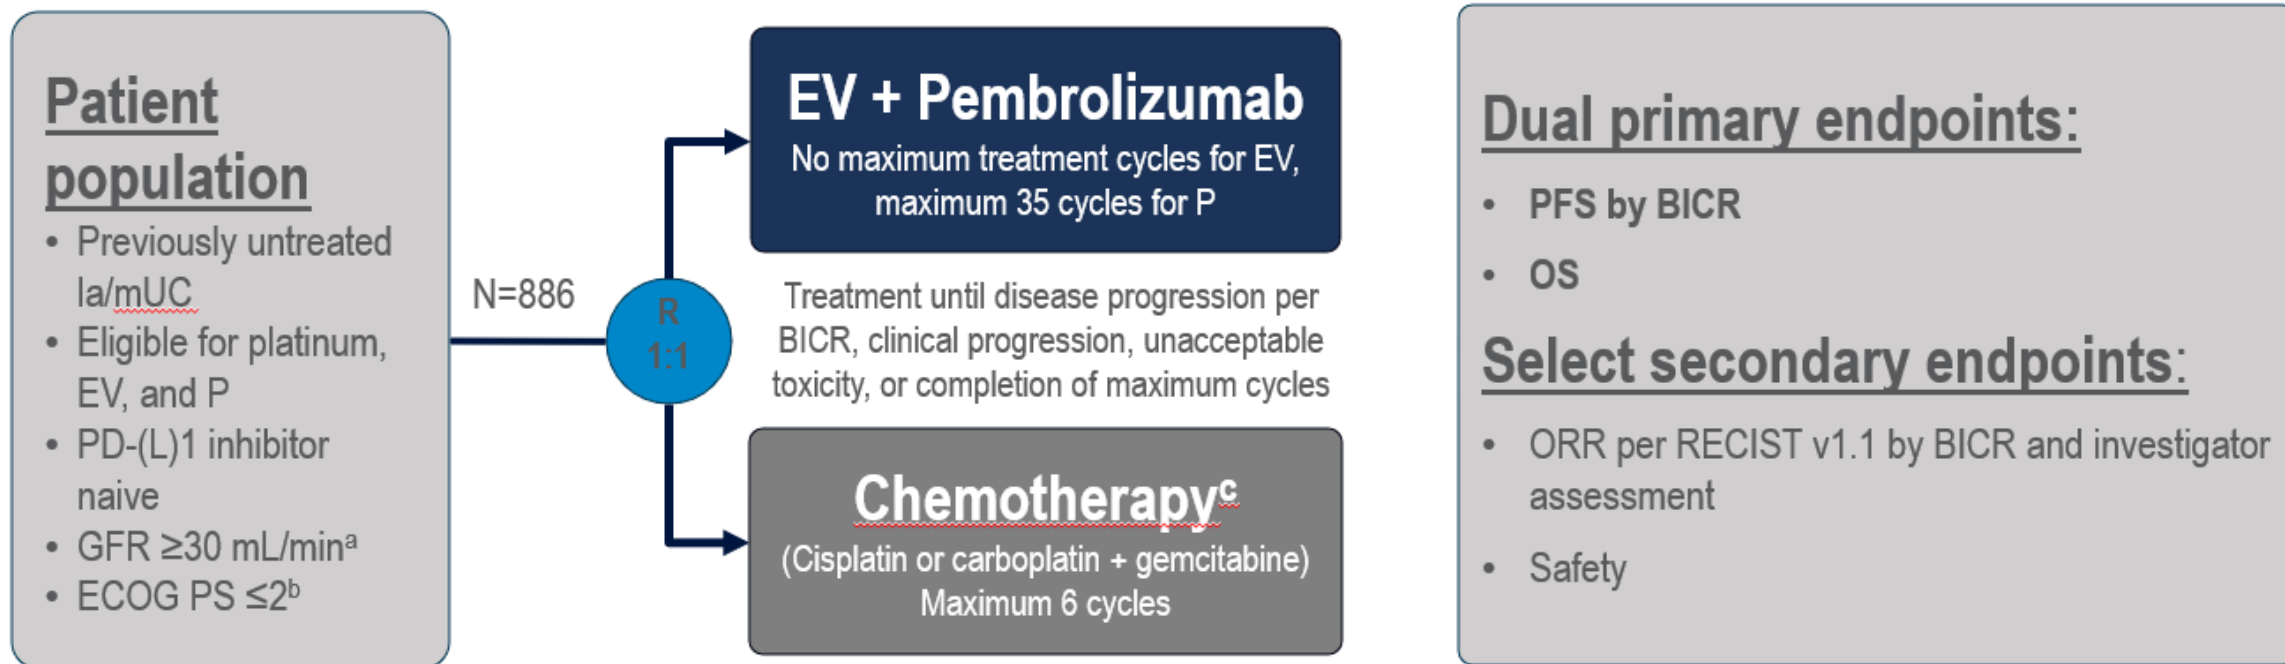 Patient
population
• Previously untreated
la/mUC
• Eligible for platinum,
EV, and P
• PD-(L)1 inhibitor
naive
• GFR ≥30 mL/minᵃ
• ECOG PS ≤2ᵇ
N=886
R
1:1
EV + Pembrolizumab
No maximum treatment cycles for EV,
maximum 35 cycles for P
Treatment until disease progression per
BICR, clinical progression, unacceptable
toxicity, or completion of maximum cycles
Chemotherapyᶜ
(Cisplatin or carboplatin + gemcitabine)
Maximum 6 cycles
Dual primary endpoints:
• PFS by BICR
• OS
Select secondary endpoints:
• ORR per RECIST v1.1 by BICR and investigator
assessment
• Safety